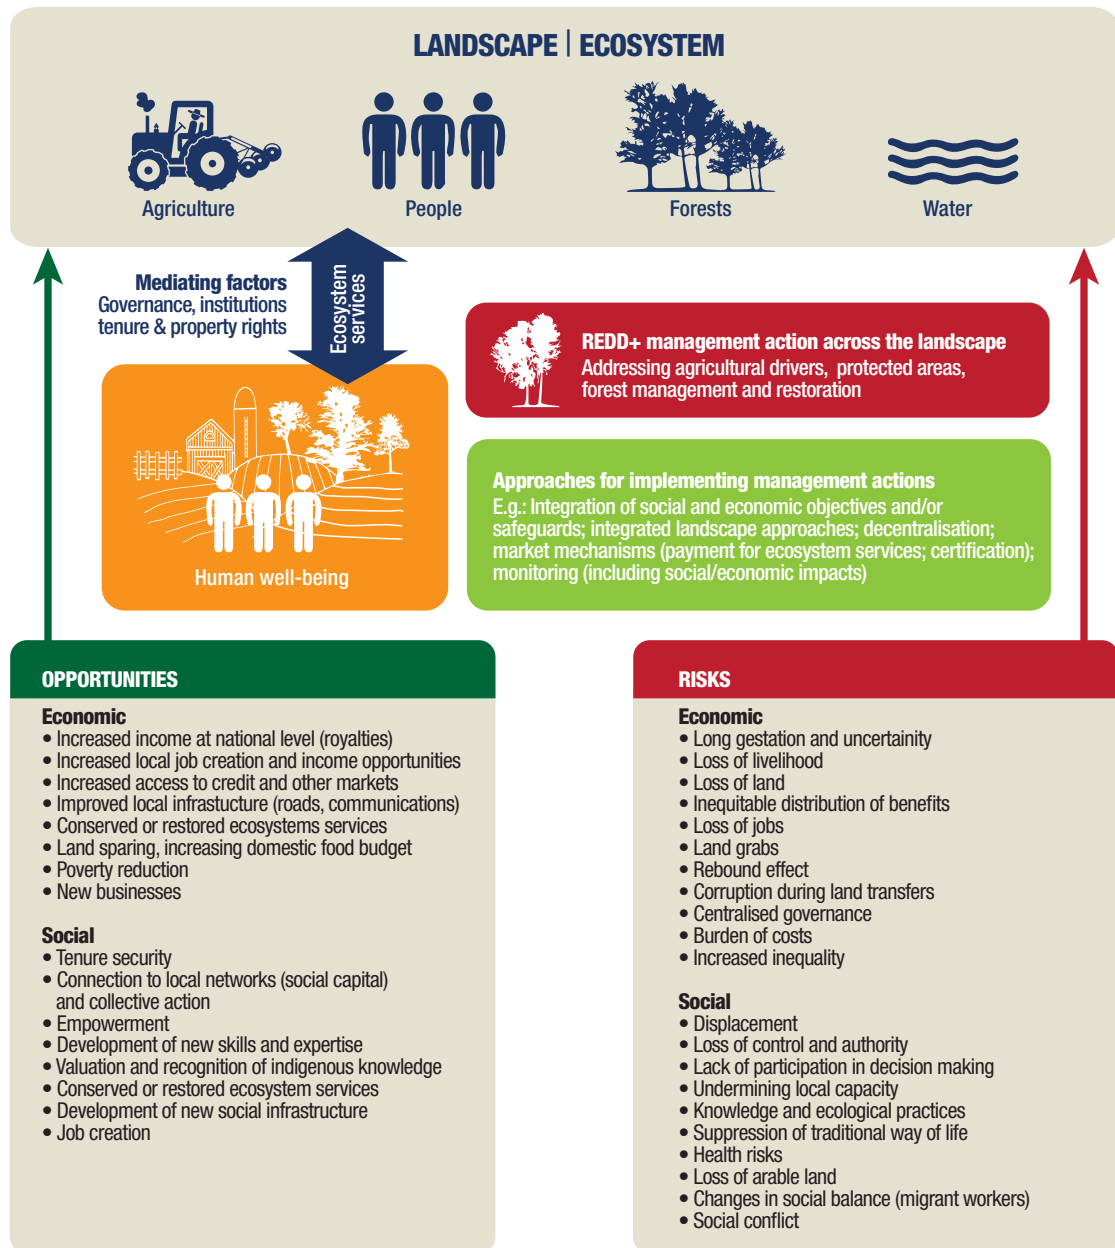 LANDSCAPE | ECOSYSTEM
Agriculture
People
Forests
Water
Mediating factors
Governance, institutions
tenure & property rights
Ecosystem
services
Human well-being
REDD+ management action across the landscape
Addressing agricultural drivers, protected areas,
forest management and restoration
Approaches for implementing management actions
E.g.: Integration of social and economic objectives and/or
safeguards; integrated landscape approaches; decentralisation;
market mechanisms (payment for ecosystem services; certification);
monitoring (including social/economic impacts)
OPPORTUNITIES
Economic
• Increased income at national level (royalties)
• Increased local job creation and income opportunities
• Increased access to credit and other markets
• Improved local infrastucture (roads, communications)
• Conserved or restored ecosystems services
• Land sparing, increasing domestic food budget
• Poverty reduction
• New businesses
Social
• Tenure security
• Connection to local networks (social capital)
and collective action
• Empowerment
• Development of new skills and expertise
• Valuation and recognition of indigenous knowledge
• Conserved or restored ecosystem services
• Development of new social infrastructure
• Job creation
RISKS
Economic
• Long gestation and uncertainity
• Loss of livelihood
• Loss of land
• Inequitable distribution of benefits
• Loss of jobs
• Land grabs
• Rebound effect
• Corruption during land transfers
• Centralised governance
• Burden of costs
• Increased inequality
Social
• Displacement
• Loss of control and authority
• Lack of participation in decision making
• Undermining local capacity
• Knowledge and ecological practices
• Suppression of traditional way of life
• Health risks
• Loss of arable land
• Changes in social balance (migrant workers)
• Social conflict